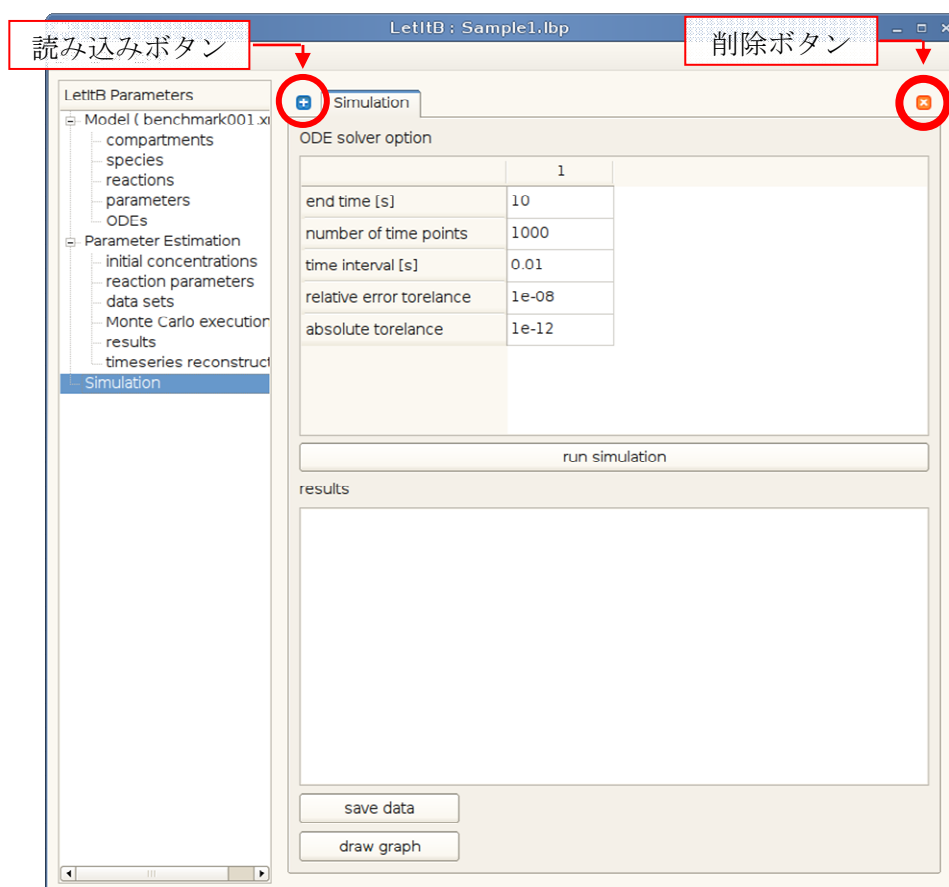 LetItB : Sample1.lbp
読み込みボタン
削除ボタン
LetItB Parameters
Model ( benchmark001.x
compartments
species
reactions
parameters
ODEs
Parameter Estimation
initial concentrations
reaction parameters
data sets
Monte Carlo execution
results
timeseries reconstruct
Simulation
Simulation
ODE solver option
1
end time [s] 10
number of time points 1000
time interval [s] 0.01
relative error torelance 1e-08
absolute torelance 1e-12
run simulation
results
save data
draw graph